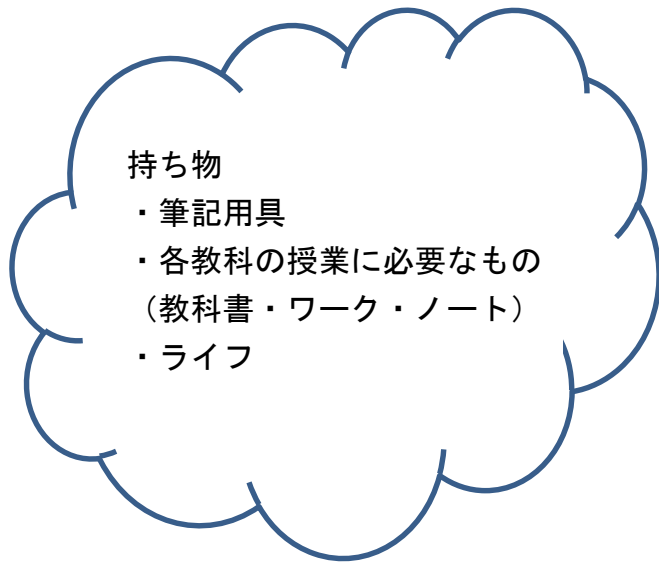 持ち物
・筆記用具
・各教科の授業に必要なもの
（教科書・ワーク・ノート）
・ライフ